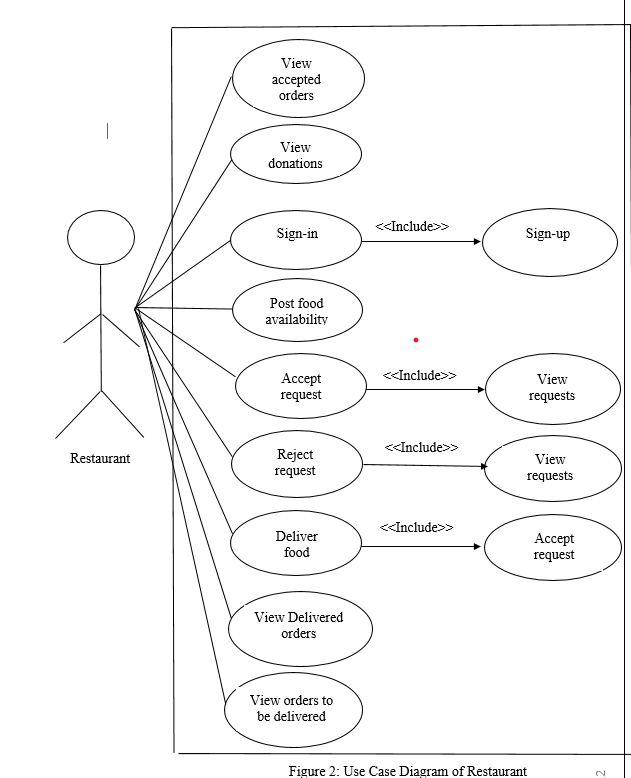 View
accepted
orders
View
donations
Sign-in
<<Include>>
Sign-up
Post food
availability
Accept
request
<<Include>>
View
requests
Reject
request
<<Include>>
View
requests
Restaurant
Deliver
food
<<Include>>
Accept
request
View Delivered
orders
View orders to
be delivered
Figure 2: Use Case Diagram of Restaurant
2